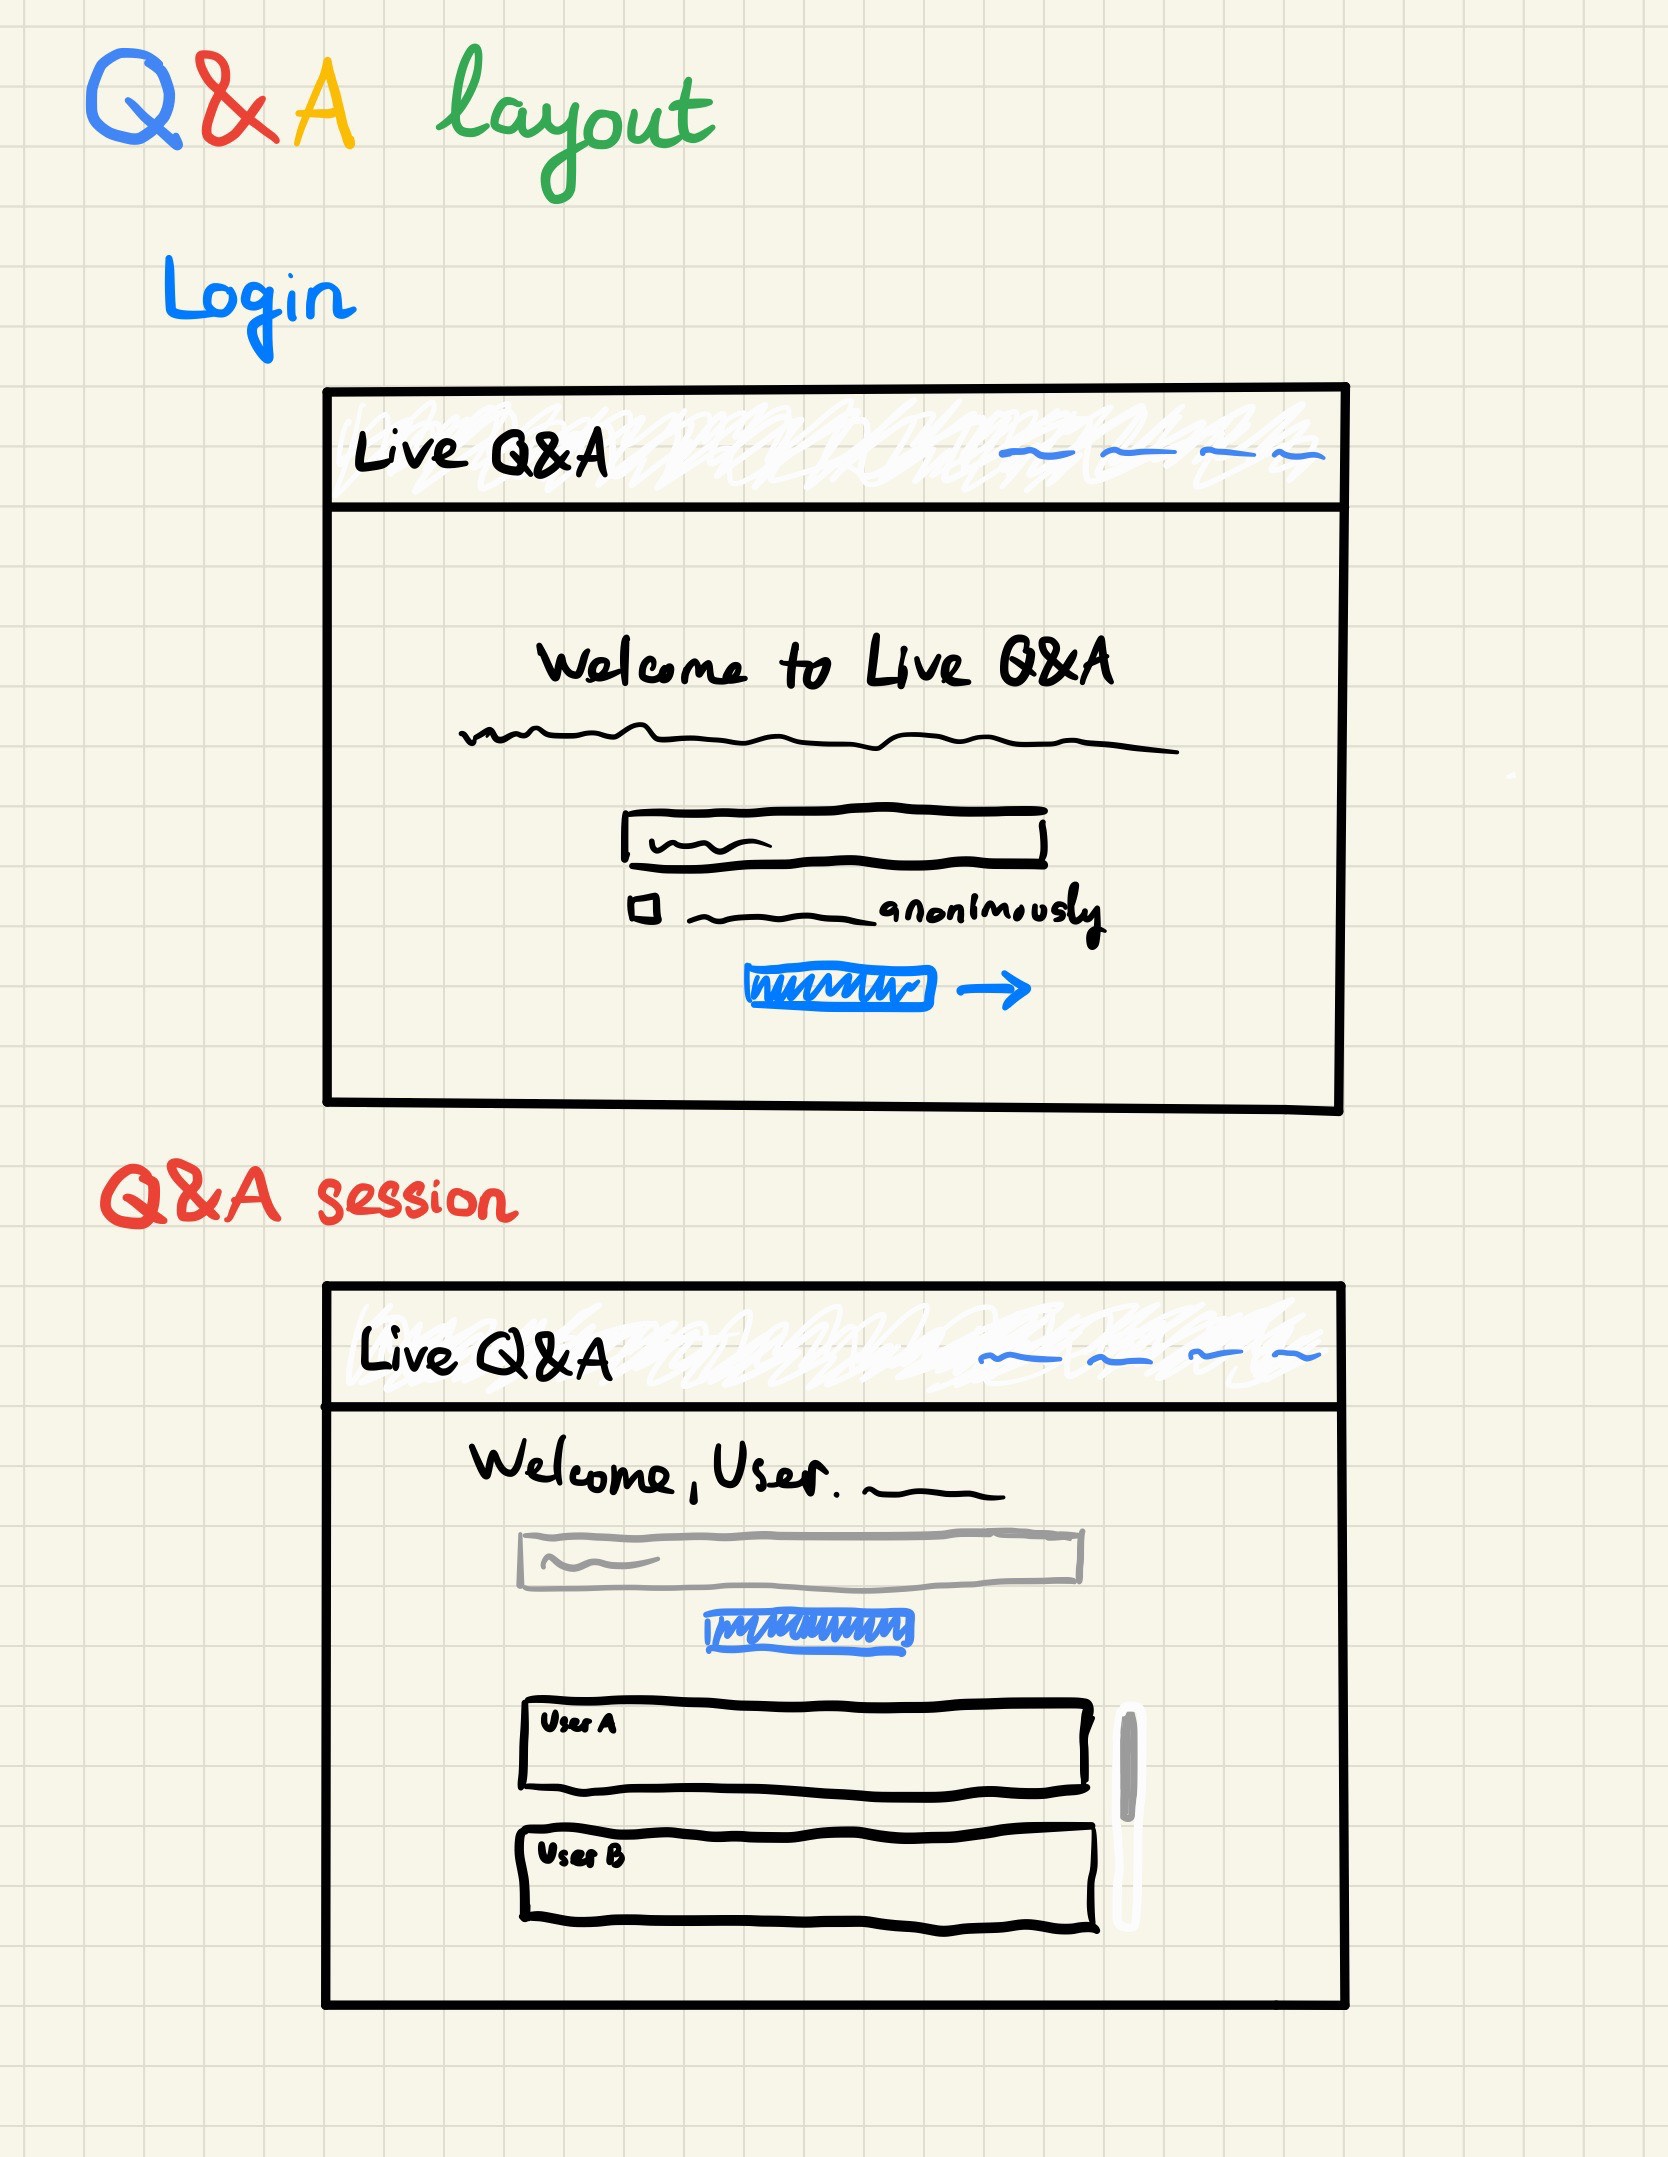 Q&A layout
Login
Live Q&A
Welcome to Live Q&A
anonimously
Q&A session
Live Q&A
Welcome, User.
User A
User B